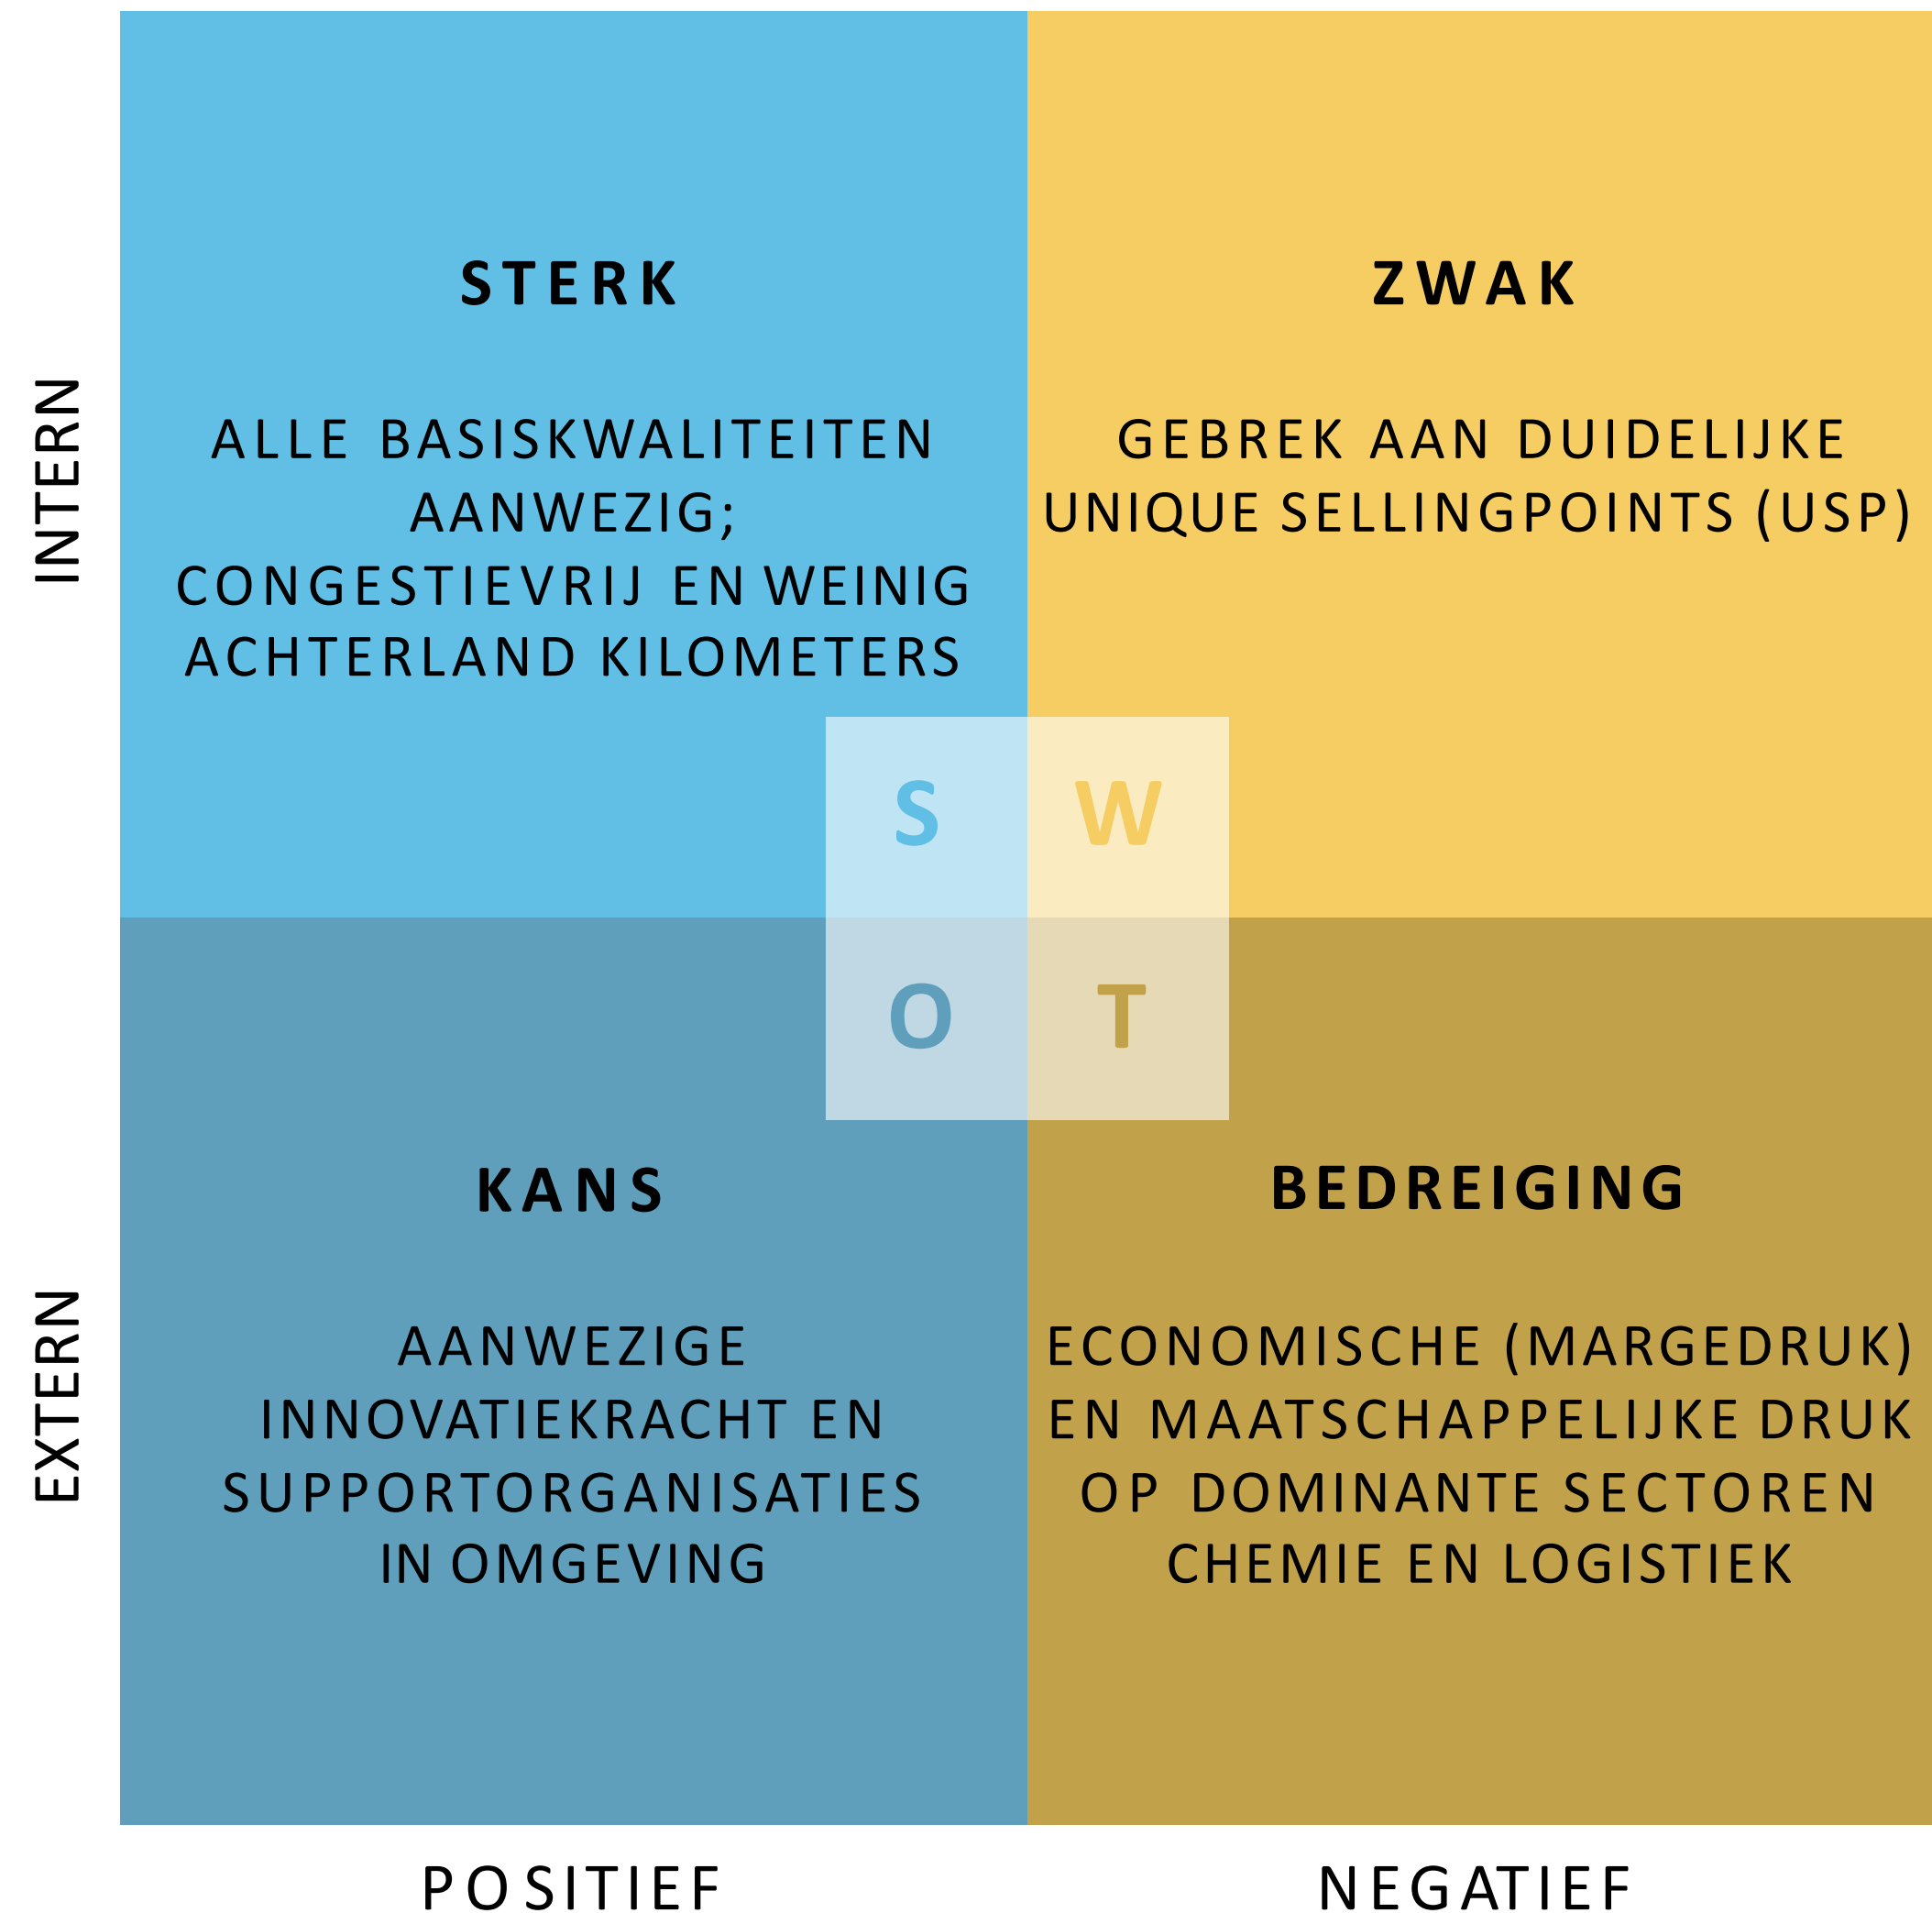 INTERN
STERK
ALLE BASISKWALITEITEN
AANWEZIG;
CONGESTIEVRIJ EN WEINIG
ACHTERLAND KILOMETERS
ZWAK
GEBREK AAN DUIDELIJKE
UNIQUE SELLINGPOINTS (USP)
S W
O T
EXTERN
KANS
AANWEZIGE
INNOVATIEKRACHT EN
SUPPORTORGANISATIES
IN OMGEVING
BEDREIGING
ECONOMISCHE (MARGEDRUK)
EN MAATSCHAPPELIJKE DRUK
OP DOMINANTE SECTOREN
CHEMIE EN LOGISTIEK
POSITIEF
NEGATIEF